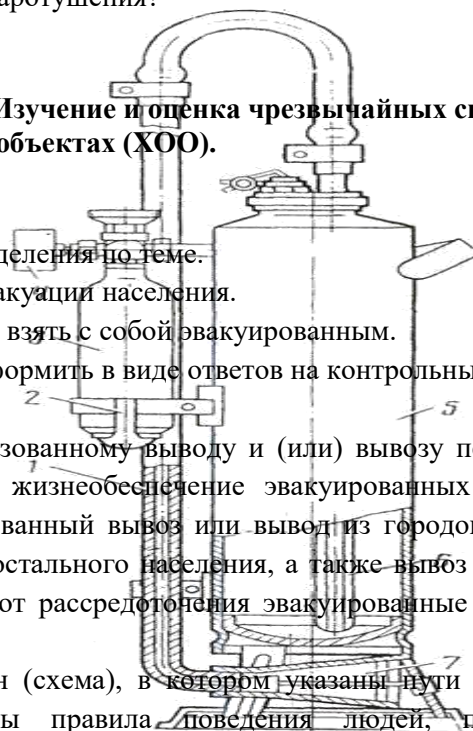 аротушения?
Изучение и оценка чрезвычайных си
объектах (ХОО).
деления по теме.
акуации населения.
взять с собой эвакуированным.
формить в виде ответов на контрольны
2
5
зованному выводу и (или) вывозу по
1
жизнеобеспечение эвакуированных
ванный вывоз или вывод из городов
остального населения, а также вывоз
6
от рассредоточения эвакуированные
7
н (схема), в котором указаны пути
ы правила поведения людей, п